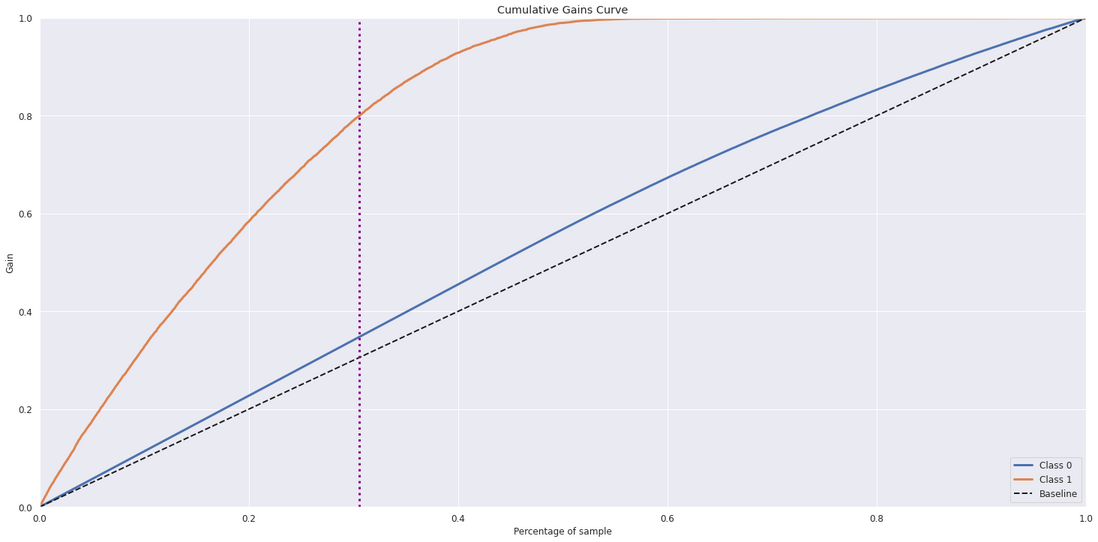 Cumulative Gains Curve
1.0
0.8
0.6
0.4
0.2
0.0
Gain
0.0 0.2 0.4 0.6 0.8 1.0
Percentage of sample
Class 0
Class 1
Baseline